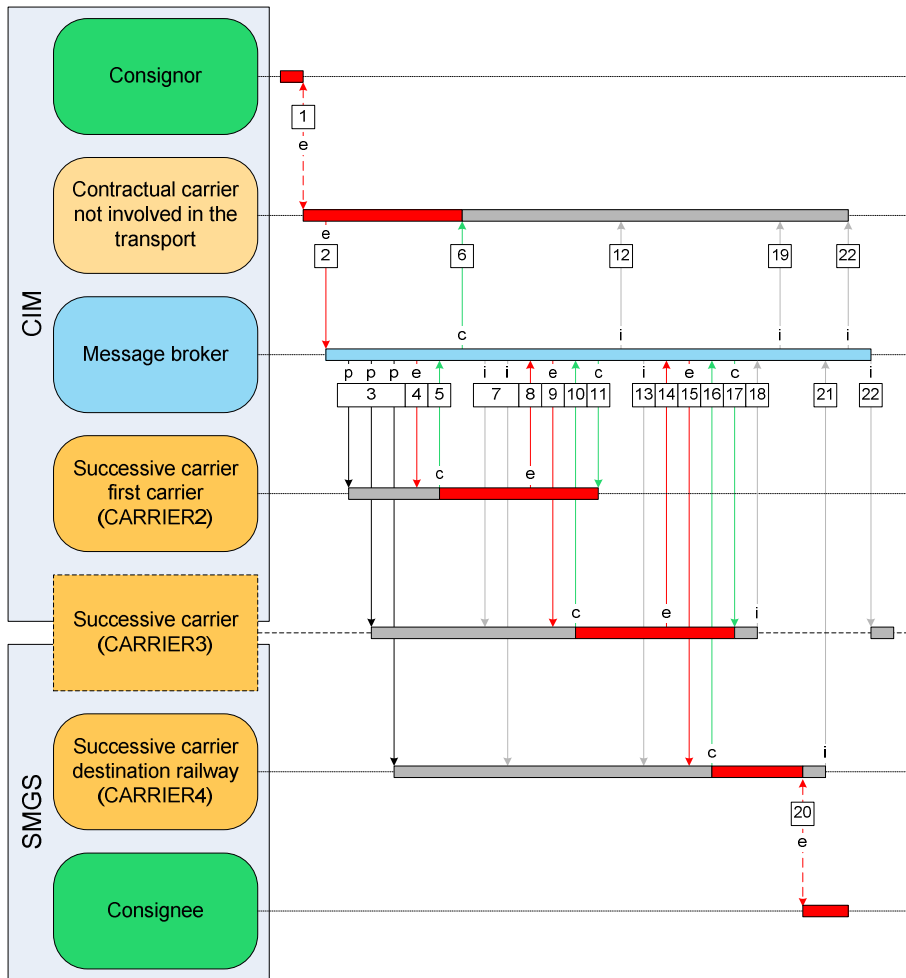 Consignor
1
e
Contractual carrier
not involved in the
transport
e
2
6
12
19
22
CIM
c
i
i
i
Message broker
p
p
p
e
i
i
e
c
i
e
c
i
3
4
5
7
8
9
10
11
13
14
15
16
17
18
21
22
Successive carrier
first carrier
(CARRIER2)
c
e
Successive carrier
(CARRIER3)
c
e
i
SMGS
Successive carrier
destination railway
(CARRIER4)
c
i
20
e
Consignee